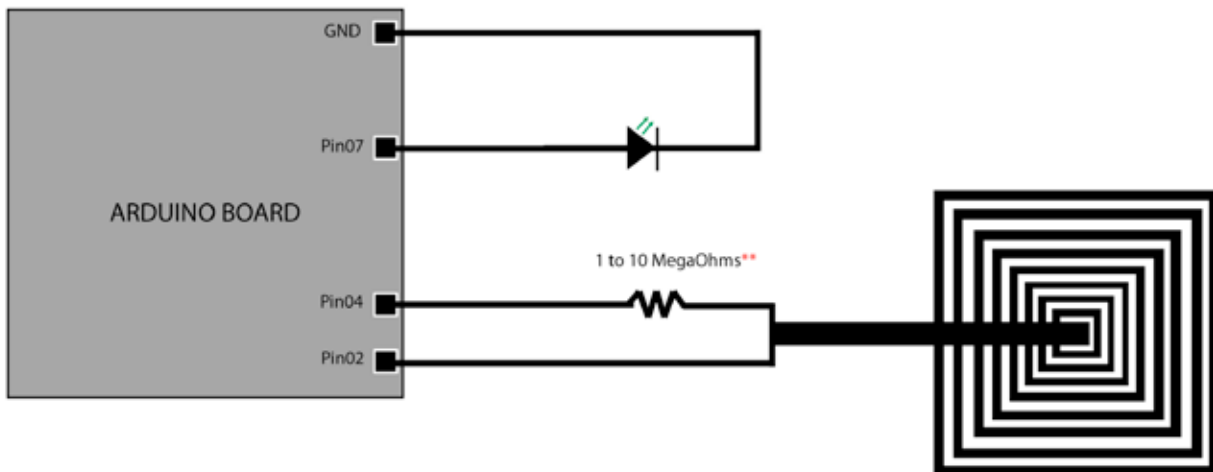 GND
Pin07
ARDUINO BOARD
1 to 10 MegaOhms**
Pin04
Pin02